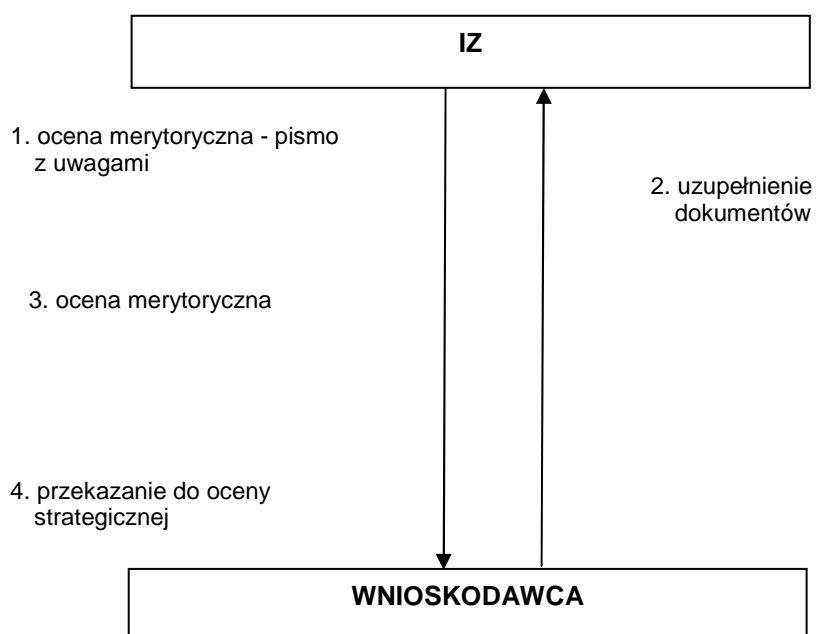 IZ
1. ocena merytoryczna - pismo
z uwagami
2. uzupełnienie
dokumentów
3. ocena merytoryczna
4. przekazanie do oceny
strategicznej
WNIOSKODAWCA